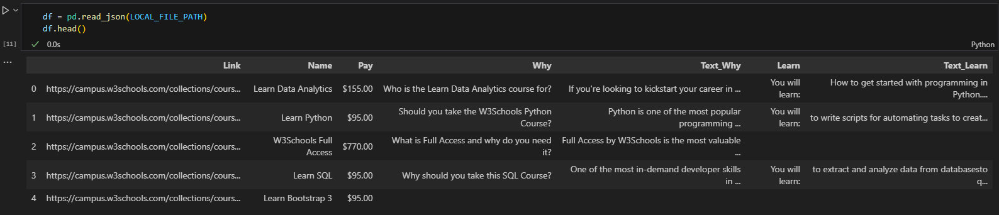 df = pd.read_json(LOCAL_FILE_PATH)
df.head()
[11]
0.0s
Python
...
Link Name Pay Why Text_Why Learn Text_Learn
0 https://campus.w3schools.com/collections/cours... Learn Data Analytics $155.00 Who is the Learn Data Analytics course for? If you're looking to kickstart your career in ... You will learn: How to get started with programming in Python....
1 https://campus.w3schools.com/collections/cours... Learn Python $95.00 Should you take the W3Schools Python Course? Python is one of the most popular programming ... You will learn: to write scripts for automating tasks to creat...
2 https://campus.w3schools.com/collections/cours... W3Schools Full Access $770.00 What is Full Access and why do you need it? Full Access by W3Schools is the most valuable ...
3 https://campus.w3schools.com/collections/cours... Learn SQL $95.00 Why should you take this SQL Course? One of the most in-demand developer skills in ... You will learn: to extract and analyze data from databasesto q...
4 https://campus.w3schools.com/collections/cours... Learn Bootstrap 3 $95.00